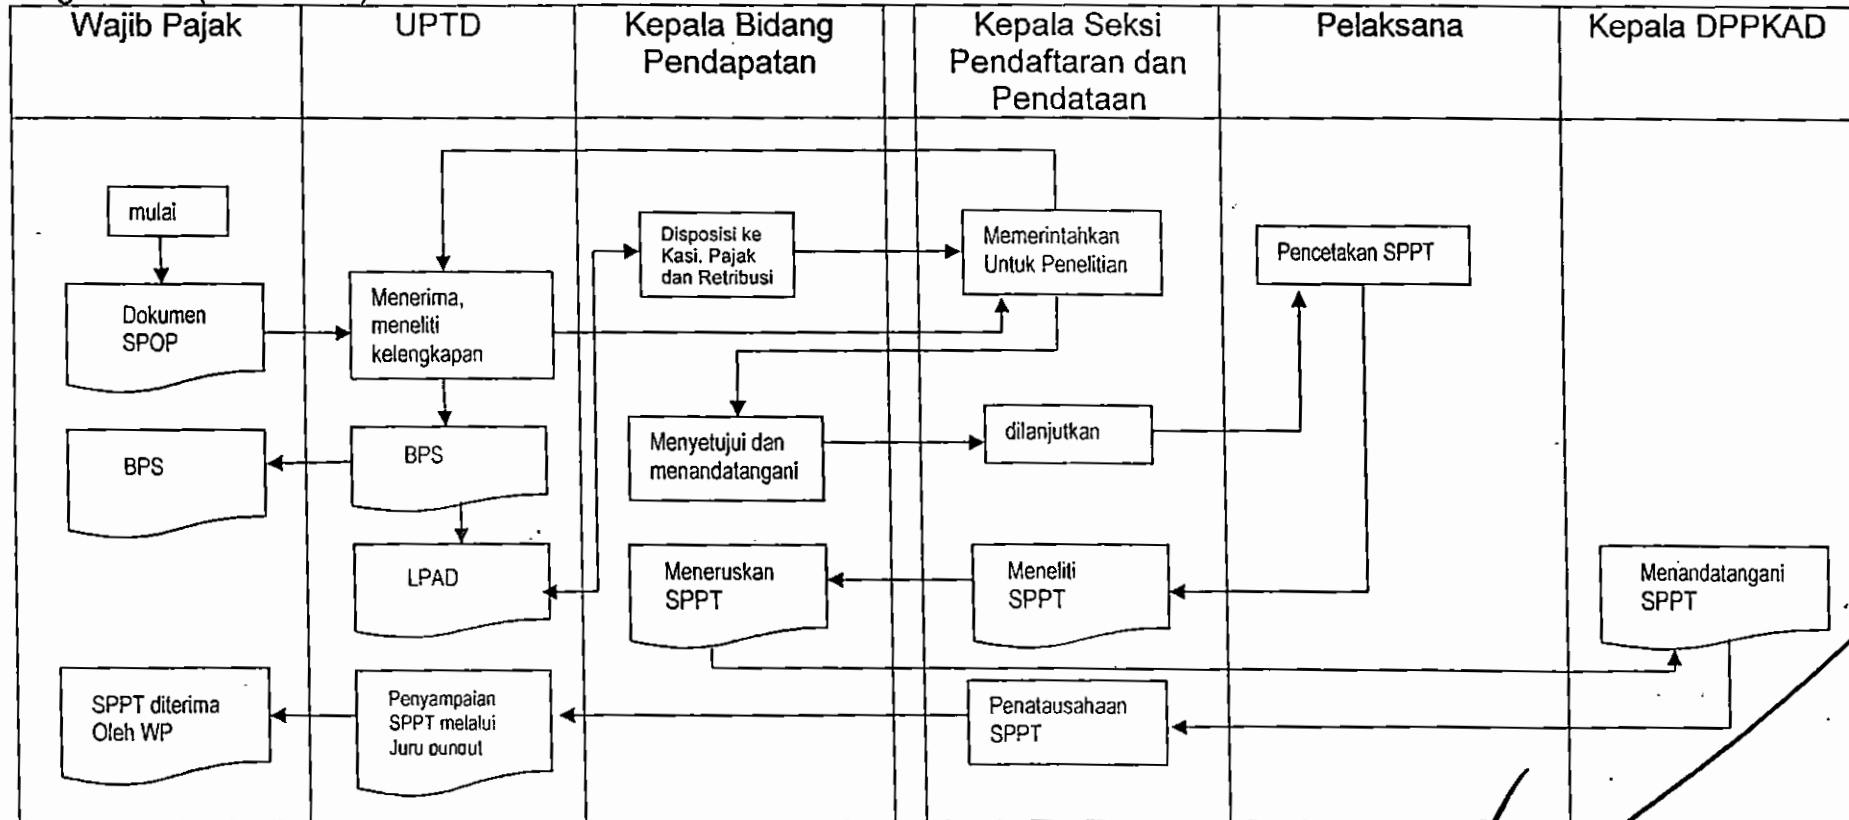 Wajib Pajak
UPTD
Kepala Bidang
Pendapatan
Kepala Seksi
Pendaftaran dan
Pendataan
Pelaksana
Kepala DPPKAD
mulai
Dokumen
SPOP
Menerima,
meneliti
kelengkapan
Disposisi ke
Kasi. Pajak
dan Retribusi
Memerintahkan
Untuk Penelitian
Pencetakan SPPT
BPS
BPS
Menyetujui dan
menandatangani
dilanjutkan
LPAD
Meneruskan
SPPT
Meneliti
SPPT
Menandatangani
SPPT
SPPT diterima
Oleh WP
Penyampaian
SPPT melalui
Juru pungut
Penatausahaan
SPPT